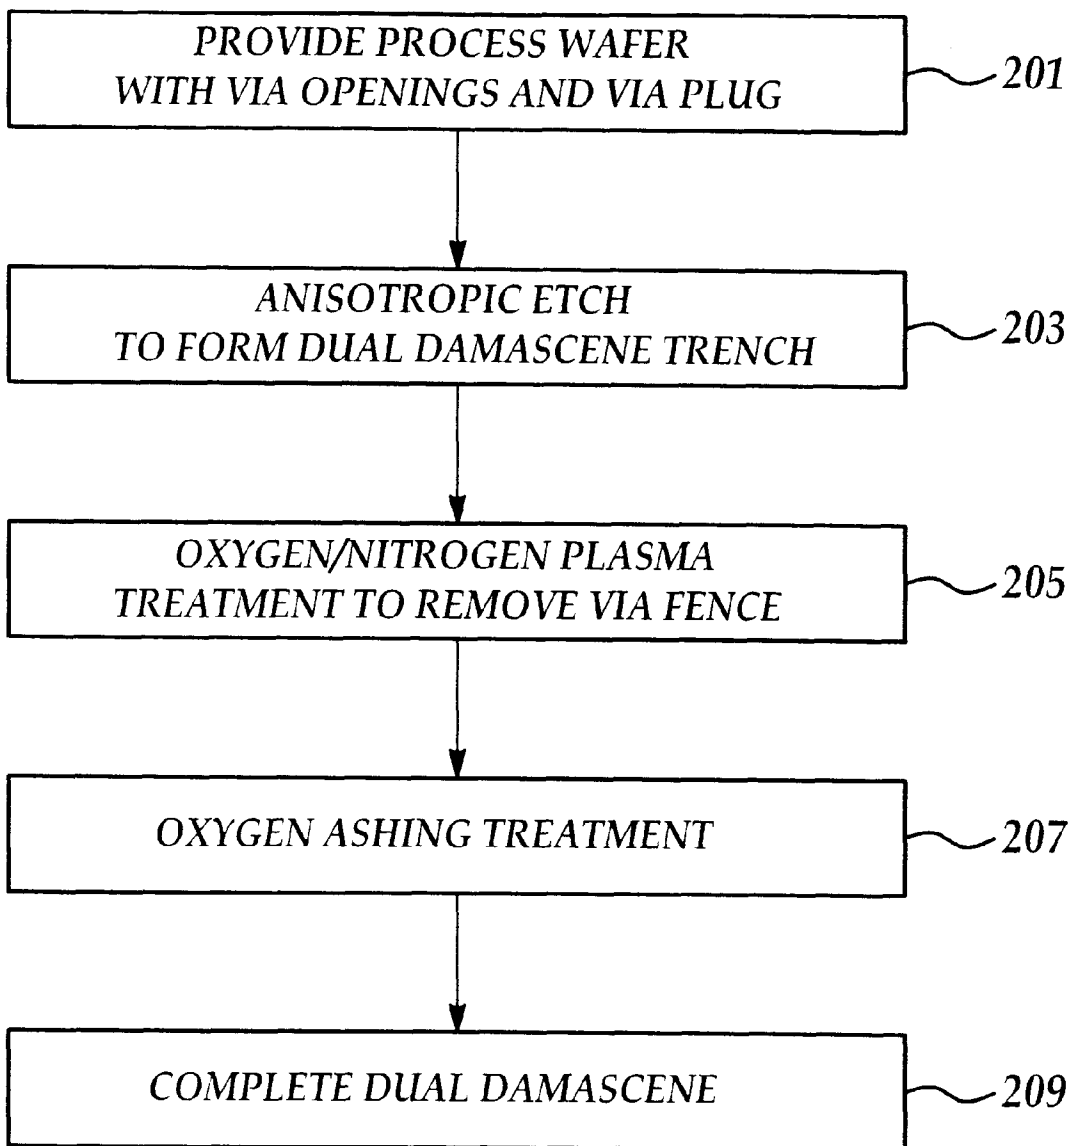 PROVIDE PROCESS WAFER
WITH VIA OPENINGS AND VIA PLUG
201
ANISOTROPIC ETCH
TO FORM DUAL DAMASCENE TRENCH
203
OXYGEN/NITROGEN PLASMA
TREATMENT TO REMOVE VIA FENCE
205
OXYGEN ASHING TREATMENT
207
COMPLETE DUAL DAMASCENE
209